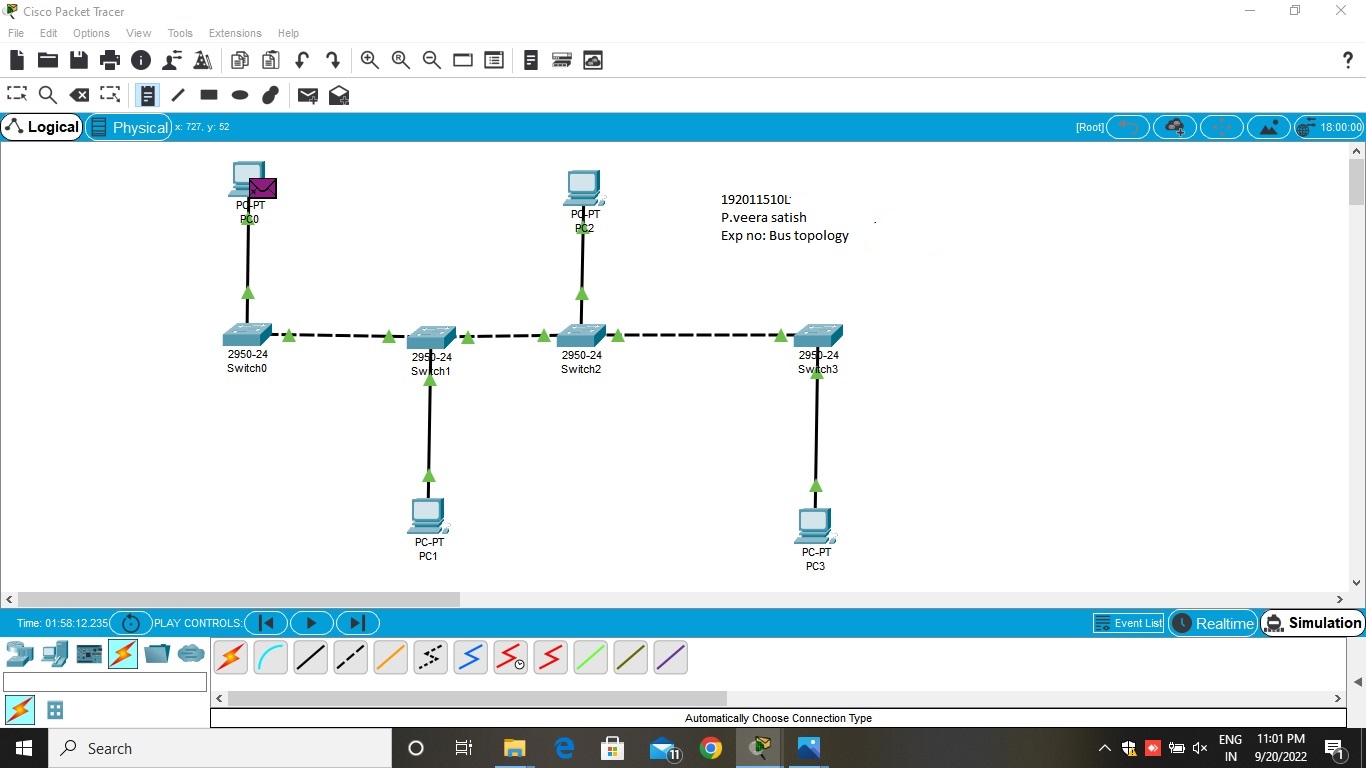 Cisco Packet Tracer
File Edit Options View Tools Extensions Help
Logical Physical x: 727, y: 52 [Root] 18:00:00
PC-PT
PC0
PC-PT
PC2
192011510L
P.veera satish
Exp no: Bus topology
2950-24
Switch0
2950-24
Switch1
2950-24
Switch2
2950-24
Switch3
PC-PT
PC1
PC-PT
PC3
Time: 01:58:12.235 PLAY CONTROLS: Event List Realtime Simulation
Automatically Choose Connection Type
Search
11
ENG
IN
11:01 PM
9/20/2022
1